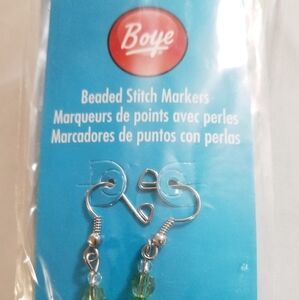 Boye
Beaded Stitch Markers
Marqueurs de points avec perles
Marcadores de puntos con perlas